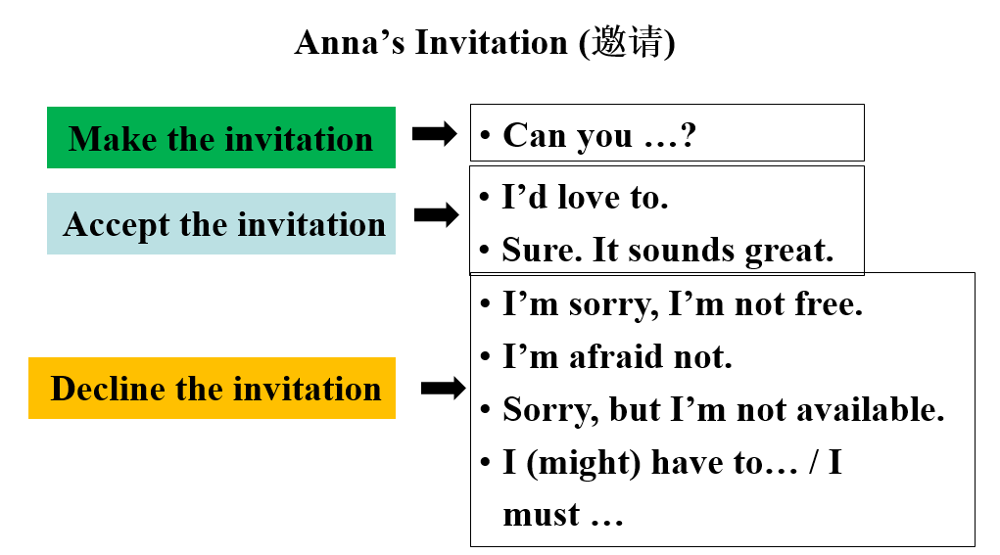 Anna’s Invitation (邀请)
Make the invitation
• Can you …?
Accept the invitation
• I’d love to.
• Sure. It sounds great.
Decline the invitation
• I’m sorry, I’m not free.
• I’m afraid not.
• Sorry, but I’m not available.
• I (might) have to… / I
must …